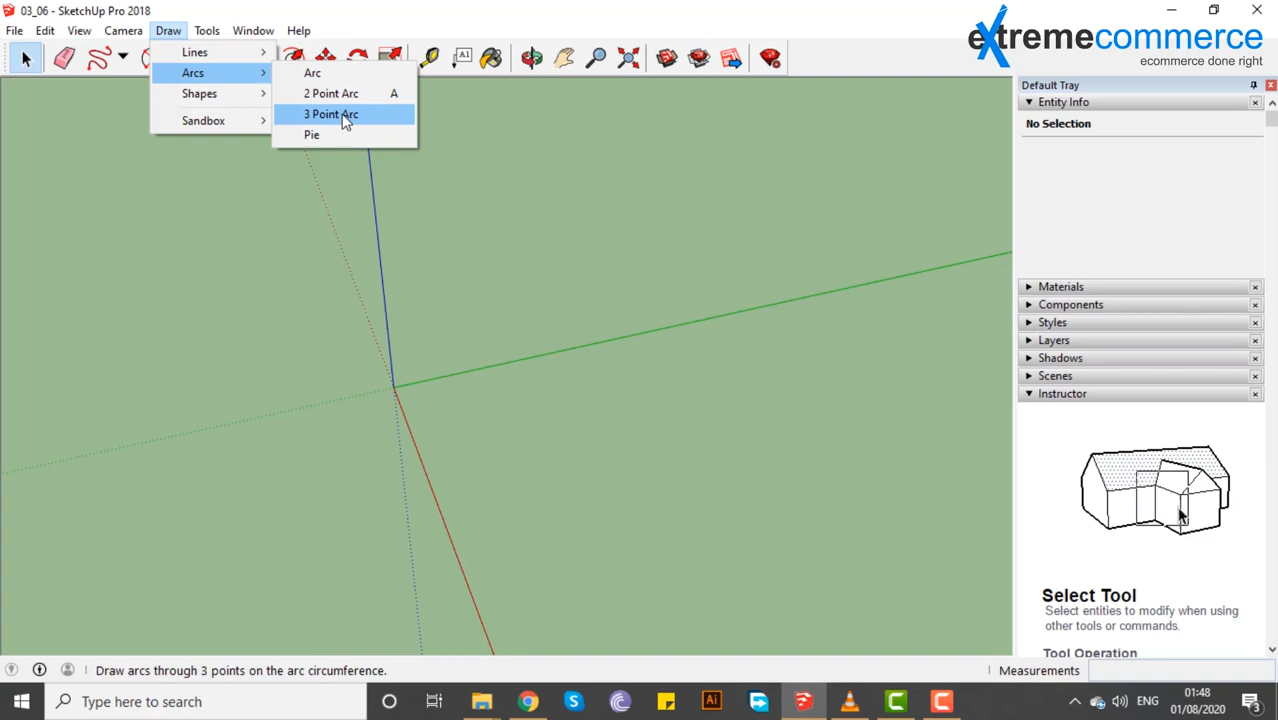 03_06 - SketchUp Pro 2018
File Edit View Camera Draw Tools Window Help
extremecommerce
ecommerce done right
A1
Lines
Arcs
Shapes
Sandbox
Arc
2 Point Arc A
3 Point Arc
Pie
Default Tray
Entity Info
No Selection
Materials
Components
Styles
Layers
Shadows
Scenes
Instructor
Select Tool
Select entities to modify when using
other tools or commands.
Tool Operation
Draw arcs through 3 points on the arc circumference.
Measurements
Type here to search
Ai
ENG
01:48
01/08/2020
3